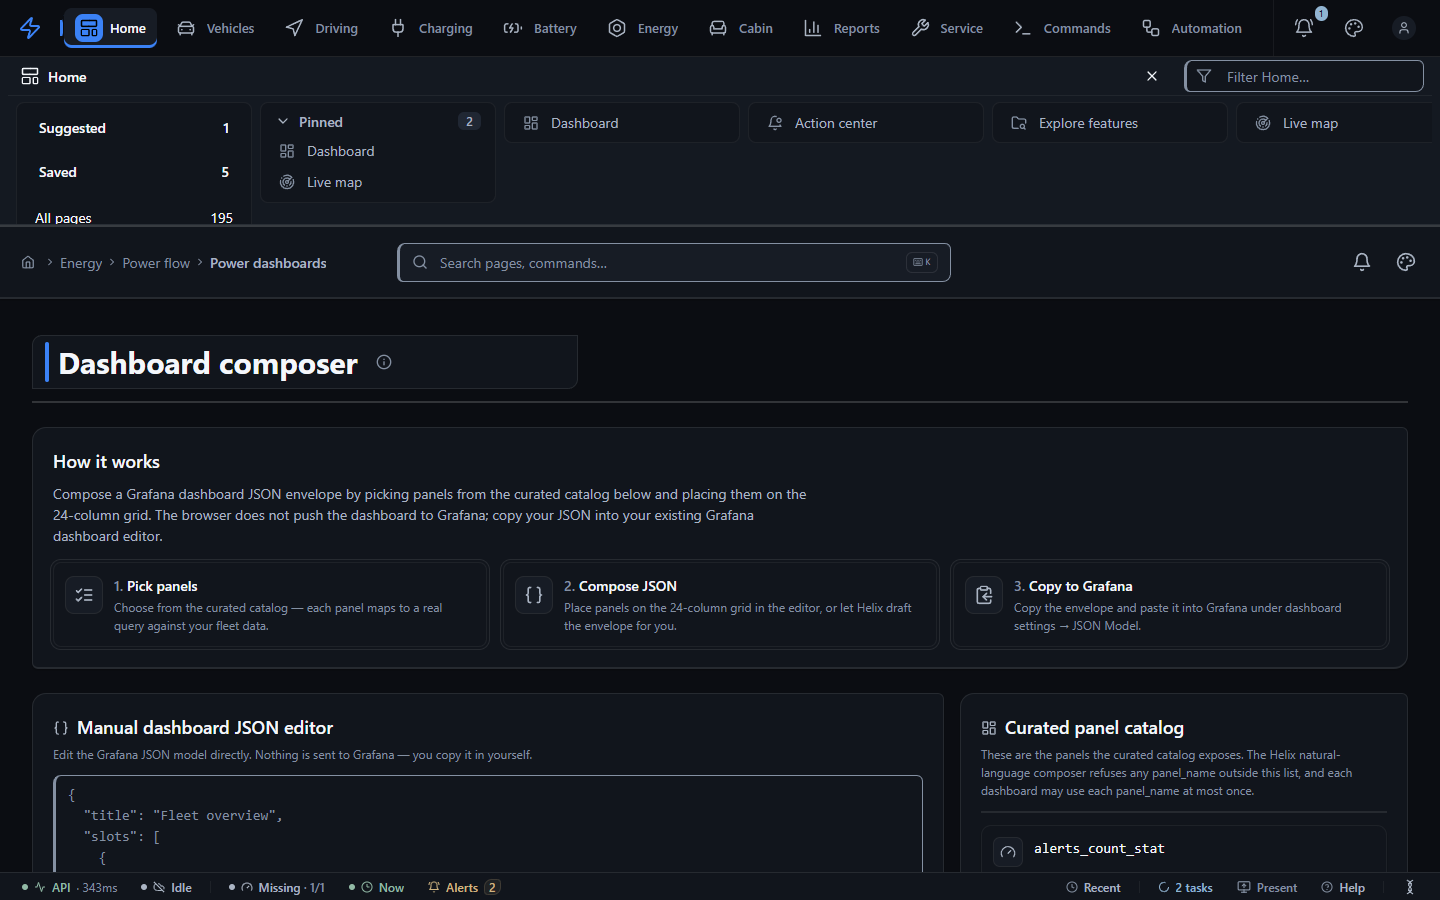 Home
Vehicles
Driving
Charging
Battery
Energy
Cabin
Reports
Service
Commands
Automation
1
Home
Filter Home...
Suggested 1
Saved 5
All pages 195
Pinned 2
Dashboard
Live map
Dashboard
Action center
Explore features
Live map
Energy
Power flow
Power dashboards
Search pages, commands...
K
Dashboard composer
How it works
Compose a Grafana dashboard JSON envelope by picking panels from the curated catalog below and placing them on the
24-column grid. The browser does not push the dashboard to Grafana; copy your JSON into your existing Grafana
dashboard editor.
1. Pick panels
Choose from the curated catalog — each panel maps to a real
query against your fleet data.
2. Compose JSON
Place panels on the 24-column grid in the editor, or let Helix draft
the envelope for you.
3. Copy to Grafana
Copy the envelope and paste it into Grafana under dashboard
settings → JSON Model.
Manual dashboard JSON editor
Edit the Grafana JSON model directly. Nothing is sent to Grafana — you copy it in yourself.
{
"title": "Fleet overview",
"slots": [
{
Curated panel catalog
These are the panels the curated catalog exposes. The Helix natural-
language composer refuses any panel_name outside this list, and each
dashboard may use each panel_name at most once.
alerts_count_stat
API · 343ms
Idle
Missing · 1/1
Now
Alerts 2
Recent
2 tasks
Present
Help